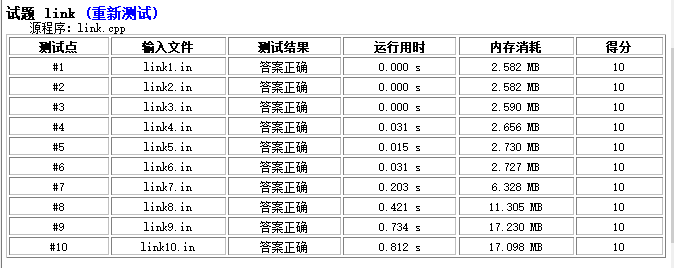 试题 link (重新测试)
源程序: link.cpp
测试点 输入文件 测试结果 运行用时 内存消耗 得分
#1 link1.in 答案正确 0.000 s 2.582 MB 10
#2 link2.in 答案正确 0.000 s 2.582 MB 10
#3 link3.in 答案正确 0.000 s 2.590 MB 10
#4 link4.in 答案正确 0.031 s 2.656 MB 10
#5 link5.in 答案正确 0.015 s 2.730 MB 10
#6 link6.in 答案正确 0.031 s 2.727 MB 10
#7 link7.in 答案正确 0.203 s 6.328 MB 10
#8 link8.in 答案正确 0.421 s 11.305 MB 10
#9 link9.in 答案正确 0.734 s 17.230 MB 10
#10 link10.in 答案正确 0.812 s 17.098 MB 10